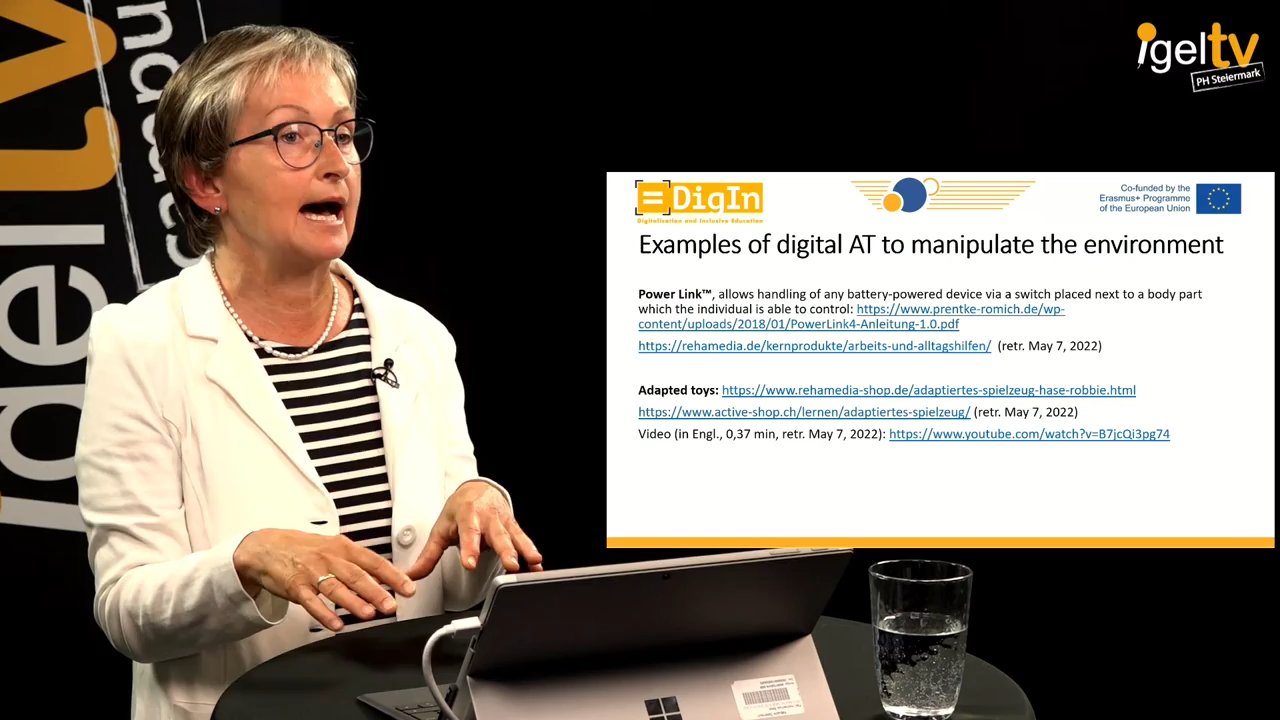 igeltv
PH Steiermark
igeltv
campus
=DigIn
Digitalisation and Inclusive Education
Co-funded by the
Erasmus+ Programme
of the European Union
Examples of digital AT to manipulate the environment
Power Link™, allows handling of any battery-powered device via a switch placed next to a body part
which the individual is able to control: https://www.prentke-romich.de/wp-
content/uploads/2018/01/PowerLink4-Anleitung-1.0.pdf
https://rehamedia.de/kernprodukte/arbeits-und-alltagshilfen/ (retr. May 7, 2022)
Adapted toys: https://www.rehamedia-shop.de/adaptiertes-spielzeug-hase-robbie.html
https://www.active-shop.ch/lernen/adaptiertes-spielzeug/ (retr. May 7, 2022)
Video (in Engl., 0,37 min, retr. May 7, 2022): https://www.youtube.com/watch?v=B7jcQi3pg74